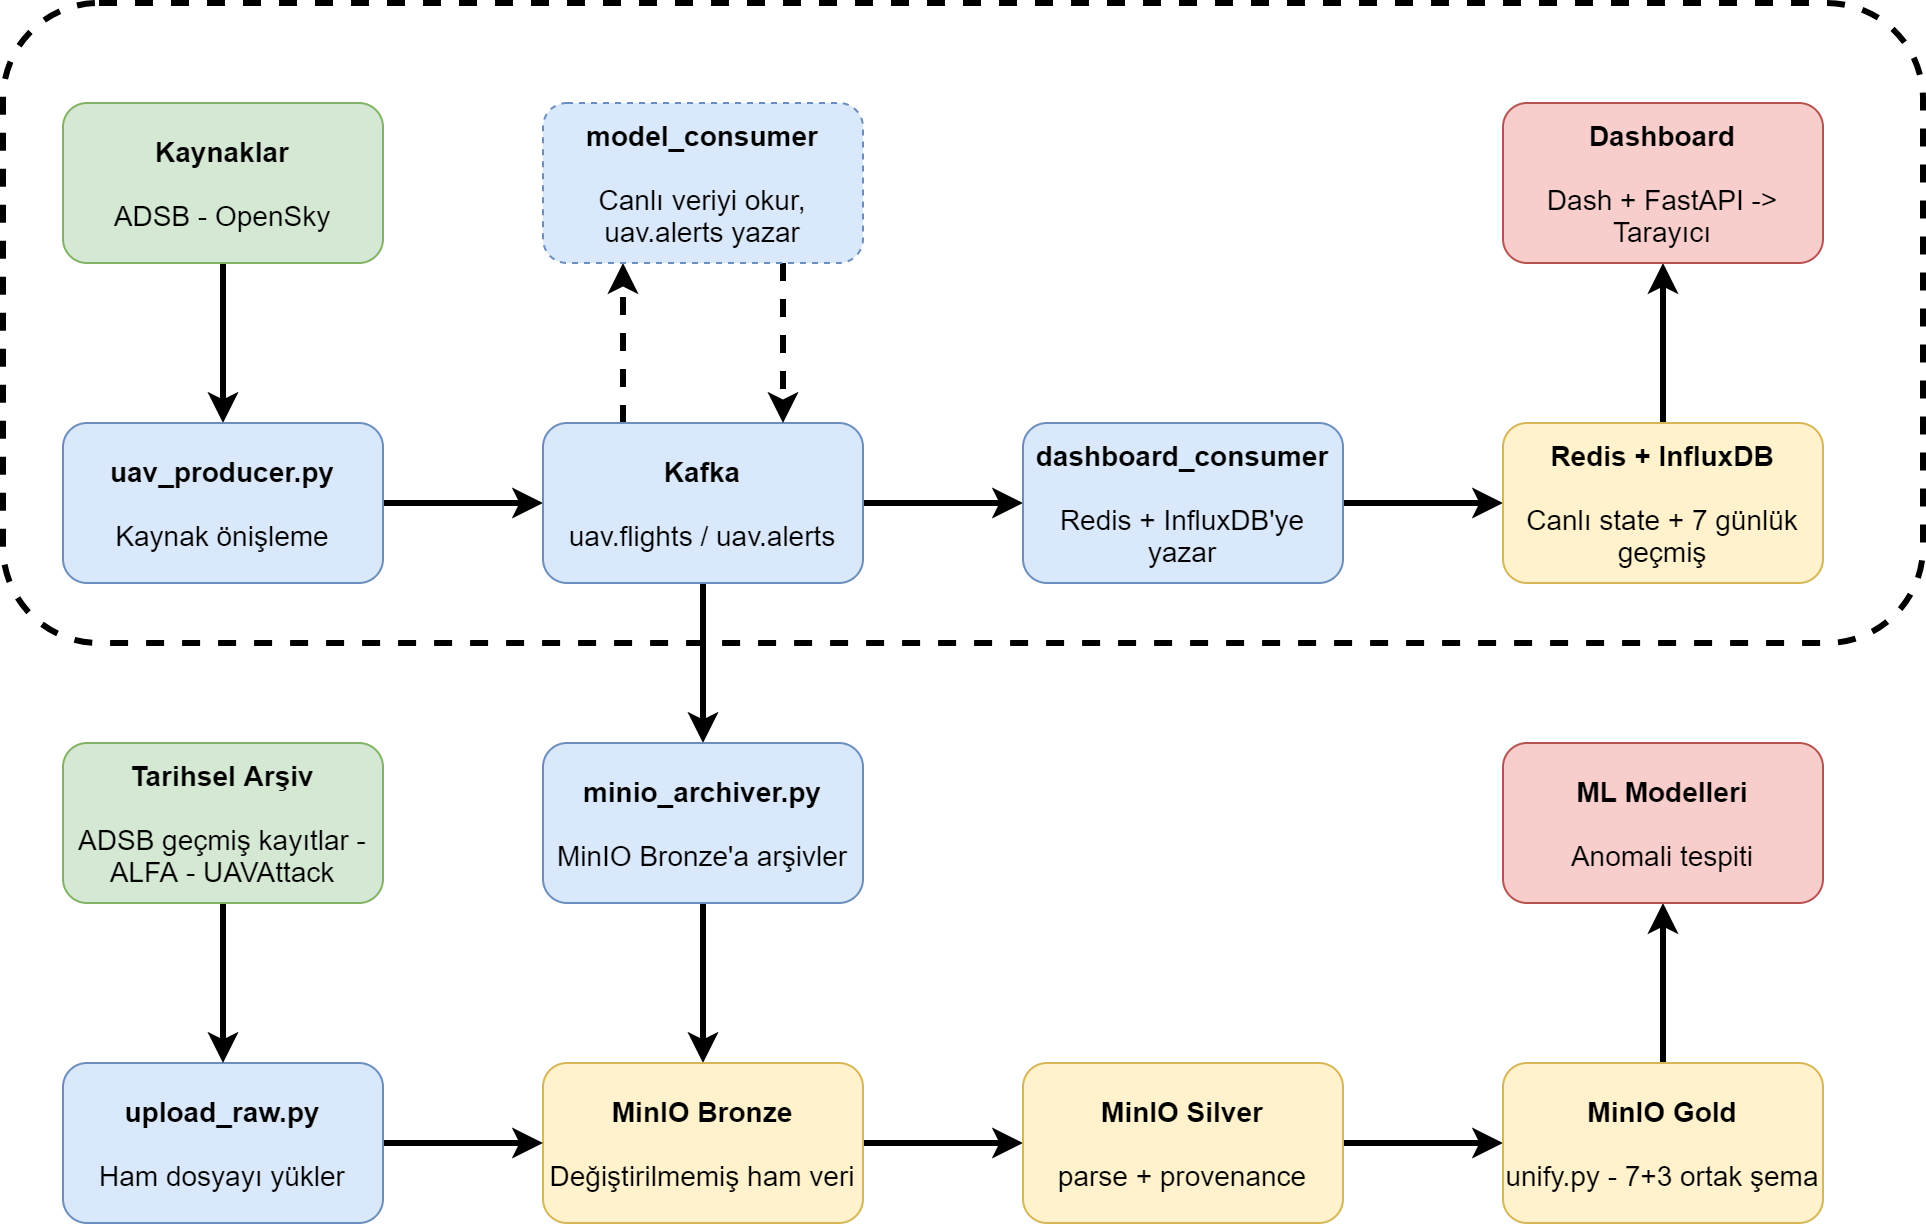 Kaynaklar
ADSB - OpenSky
model_consumer
Canlı veriyi okur,
uav.alerts yazar
Dashboard
Dash + FastAPI ->
Tarayıcı
uav_producer.py
Kaynak önişleme
Kafka
uav.flights / uav.alerts
dashboard_consumer
Redis + InfluxDB'ye
yazar
Redis + InfluxDB
Canlı state + 7 günlük
geçmiş
Tarihsel Arşiv
ADSB geçmiş kayıtlar -
ALFA - UAVAttack
minio_archiver.py
MinIO Bronze'a arşivler
ML Modelleri
Anomali tespiti
upload_raw.py
Ham dosyayı yükler
MinIO Bronze
Değiştirilmemiş ham veri
MinIO Silver
parse + provenance
MinIO Gold
unify.py - 7+3 ortak şema